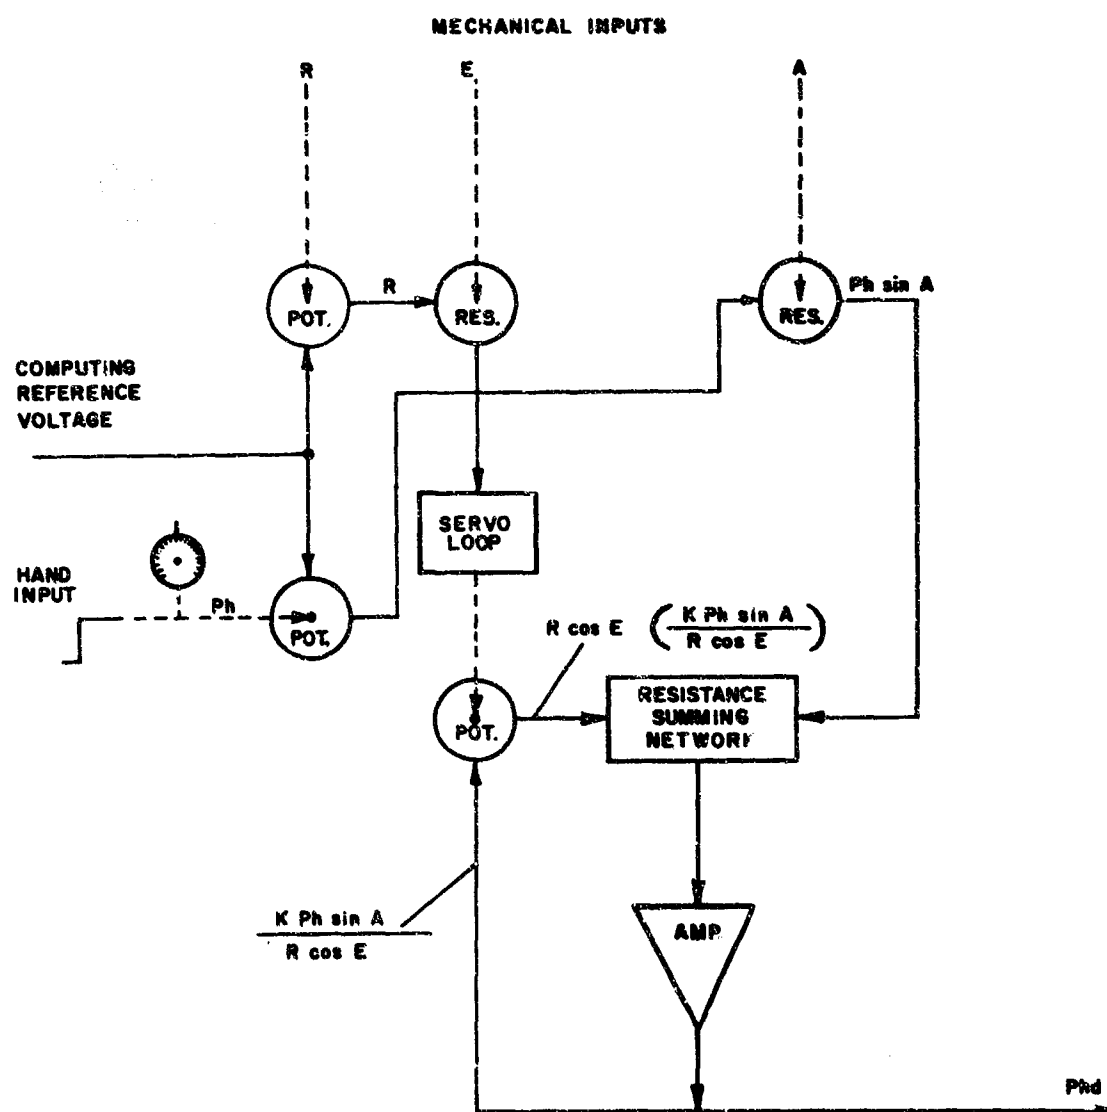 MECHANICAL INPUTS
R
E
A
POT.
R
RES.
RES.
Ph sin A
COMPUTING
REFERENCE
VOLTAGE
SERVO
LOOP
HAND
INPUT
Ph
POT.
R cos E
(K Ph sin A
R cos E)
POT.
RESISTANCE
SUMMING
NETWORK
K Ph sin A
R cos E
AMP.
Phd